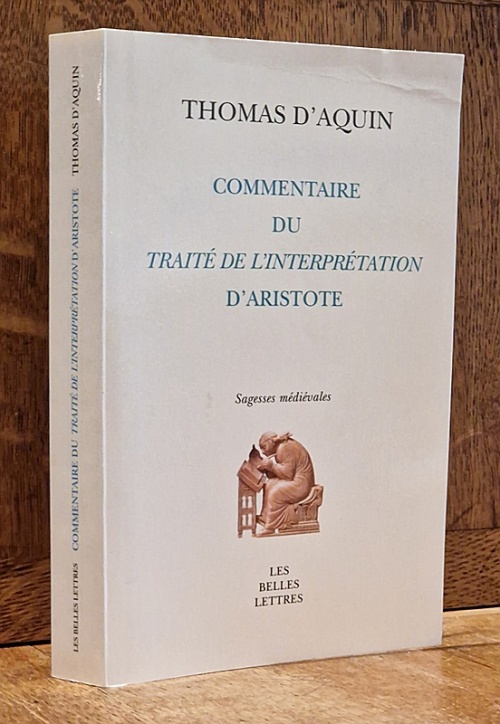 THOMAS D'AQUIN
COMMENTAIRE
DU
TRAITÉ DE L'INTERPRÉTATION
D'ARISTOTE
Sagesses médiévales
LES
BELLES
LETTRES
LES BELLES LETTRES COMMENTAIRE DU TRAITÉ DE L'INTERPRÉTATION D'ARISTOTE THOMAS D'AQUIN